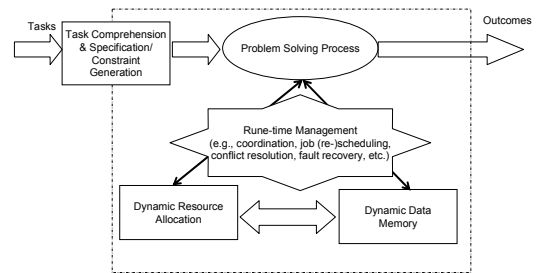 Tasks
Outcomes
Task Comprehension
& Specification/
Constraint
Generation
Problem Solving Process
Rune-time Management
(e.g., coordination, job (re-)scheduling,
conflict resolution, fault recovery, etc.)
Dynamic Resource
Allocation
Dynamic Data
Memory